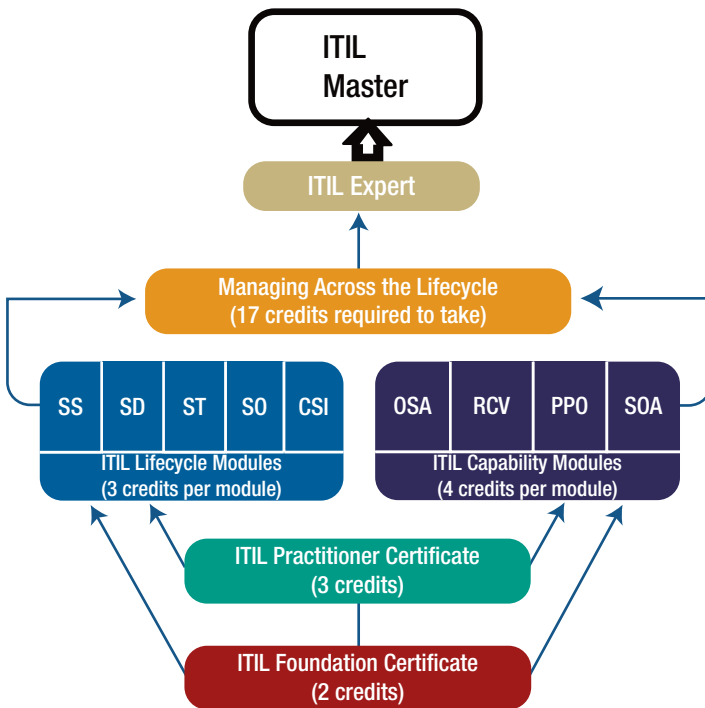 ITIL
Master
ITIL Expert
Managing Across the Lifecycle
(17 credits required to take)
SS SD ST SO CSI
ITIL Lifecycle Modules
(3 credits per module)
OSA RCV PPO SOA
ITIL Capability Modules
(4 credits per module)
ITIL Practitioner Certificate
(3 credits)
ITIL Foundation Certificate
(2 credits)